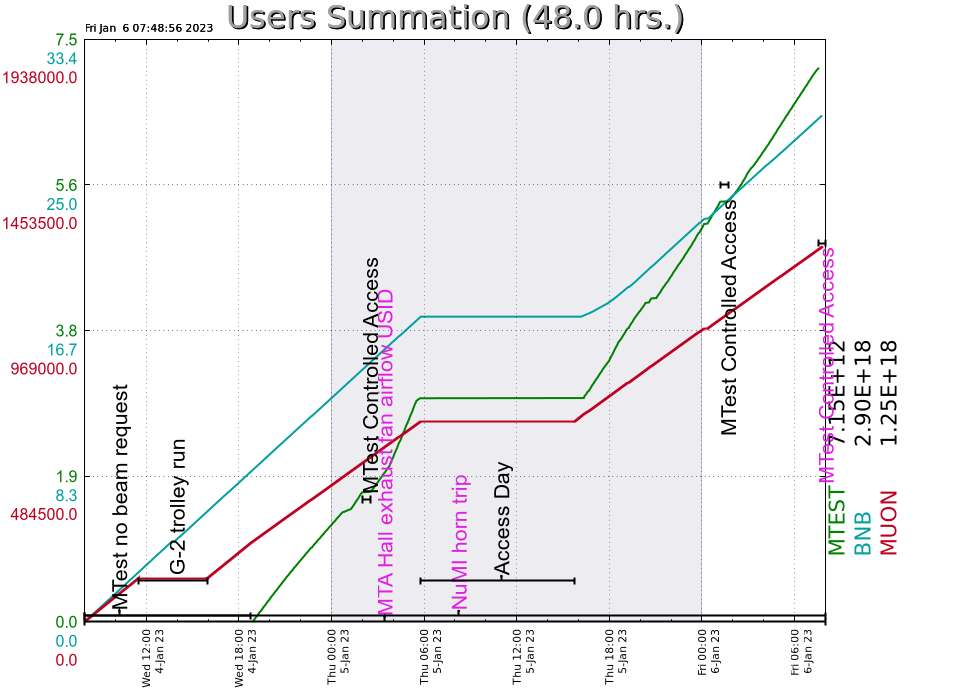 Users Summation (48.0 hrs.)
Fri Jan 6 07:48:56 2023
7.5
33.4
1938000.0
5.6
25.0
1453500.0
3.8
16.7
969000.0
1.9
8.3
484500.0
0.0
0.0
0.0
MTest no beam request
G-2 trolley run
MTest Controlled Access
MTA Hall exhaust fan airflow USID
NuMI horn trip
Access Day
MTest Controlled Access
MTest Controlled Access
MTEST 7.15E+12
BNB 2.90E+18
MUON 1.25E+18
Wed 12:00
4-Jan 23
Wed 18:00
4-Jan 23
Thu 00:00
5-Jan 23
Thu 06:00
5-Jan 23
Thu 12:00
5-Jan 23
Thu 18:00
5-Jan 23
Fri 00:00
6-Jan 23
Fri 06:00
6-Jan 23